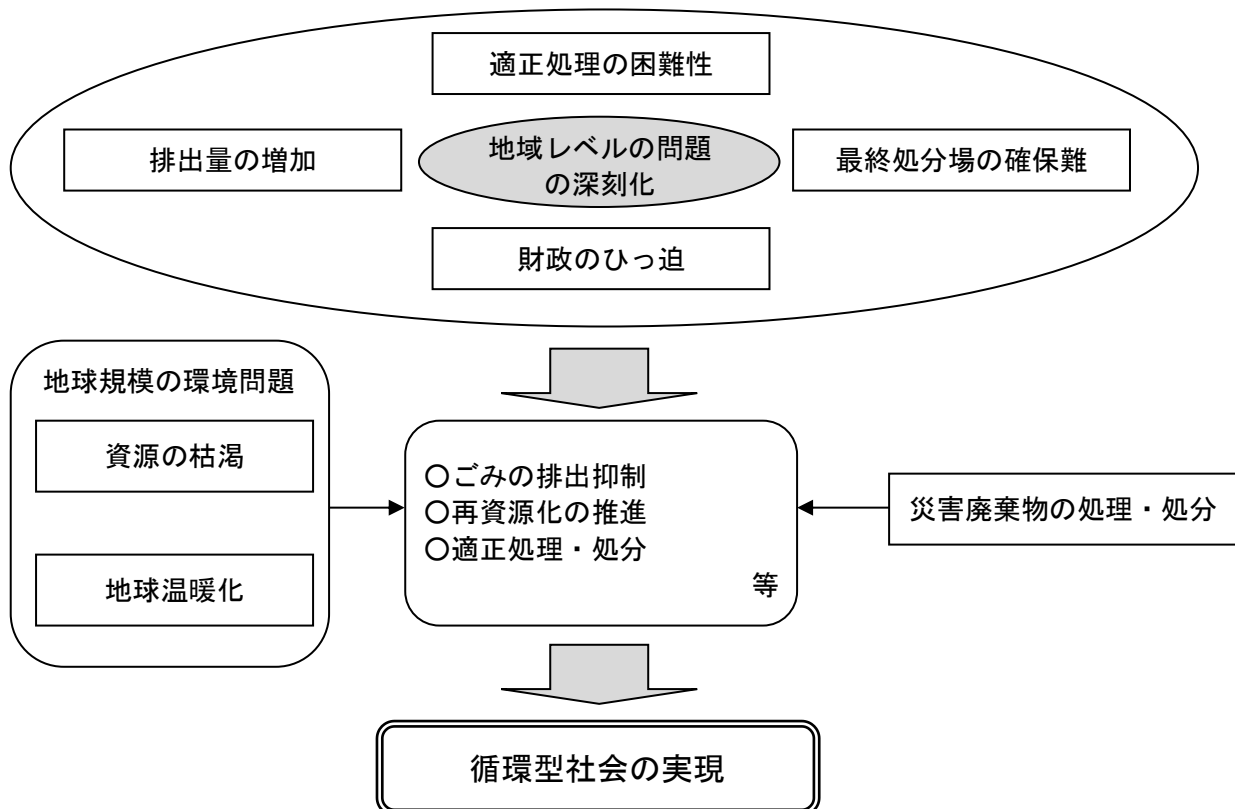 適正処理の困難性
排出量の増加
地域レベルの問題
の深刻化
最終処分場の確保難
財政のひっ迫
地球規模の環境問題
資源の枯渇
地球温暖化
○ごみの排出抑制
○再資源化の推進
○適正処理・処分
等
災害廃棄物の処理・処分
循環型社会の実現